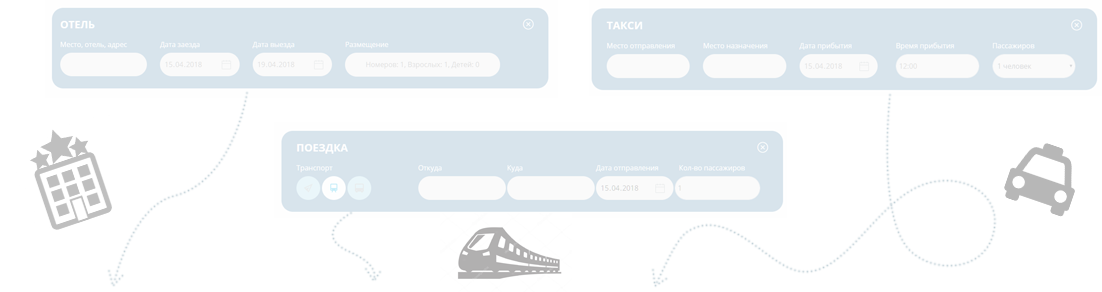 ОТЕЛЬ
Место, отель, адрес Дата заезда Дата выезда Размещение
15.04.2018 19.04.2018 Номеров: 1, Взрослых: 1, Детей: 0
ТАКСИ
Место отправления Место назначения Дата прибытия Время прибытия Пассажиров
15.04.2018 12:00 1 человек
ПОЕЗДКА
Транспорт Откуда Куда Дата отправления Кол-во пассажиров
15.04.2018 1